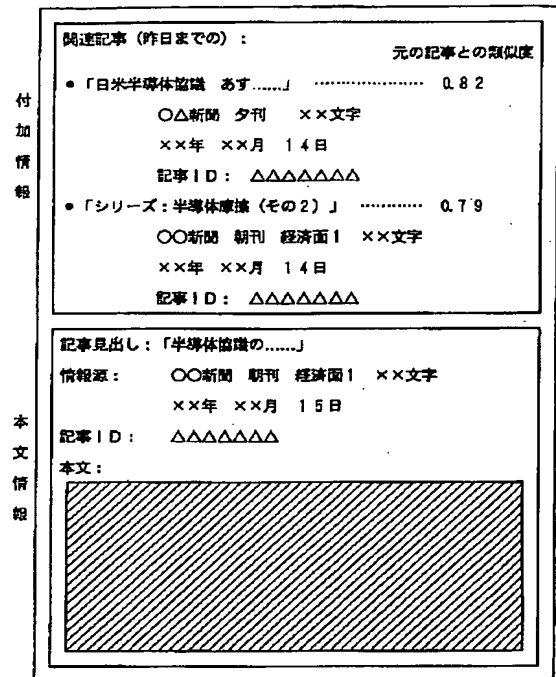 付加情報
関連記事（昨日までの）：
元の記事との類似度
●「日米半導体協議 あす……」 ……………… 0.82
○△新聞 夕刊 ××文字
××年 ××月 14日
記事ID： △△△△△△△
●「シリーズ：半導体摩擦（その2）」 ………… 0.79
○○新聞 朝刊 経済面1 ××文字
××年 ××月 14日
記事ID： △△△△△△△
本文情報
記事見出し：「半導体協議の……」
情報源： ○○新聞 朝刊 経済面1 ××文字
××年 ××月 15日
記事ID： △△△△△△△
本文：